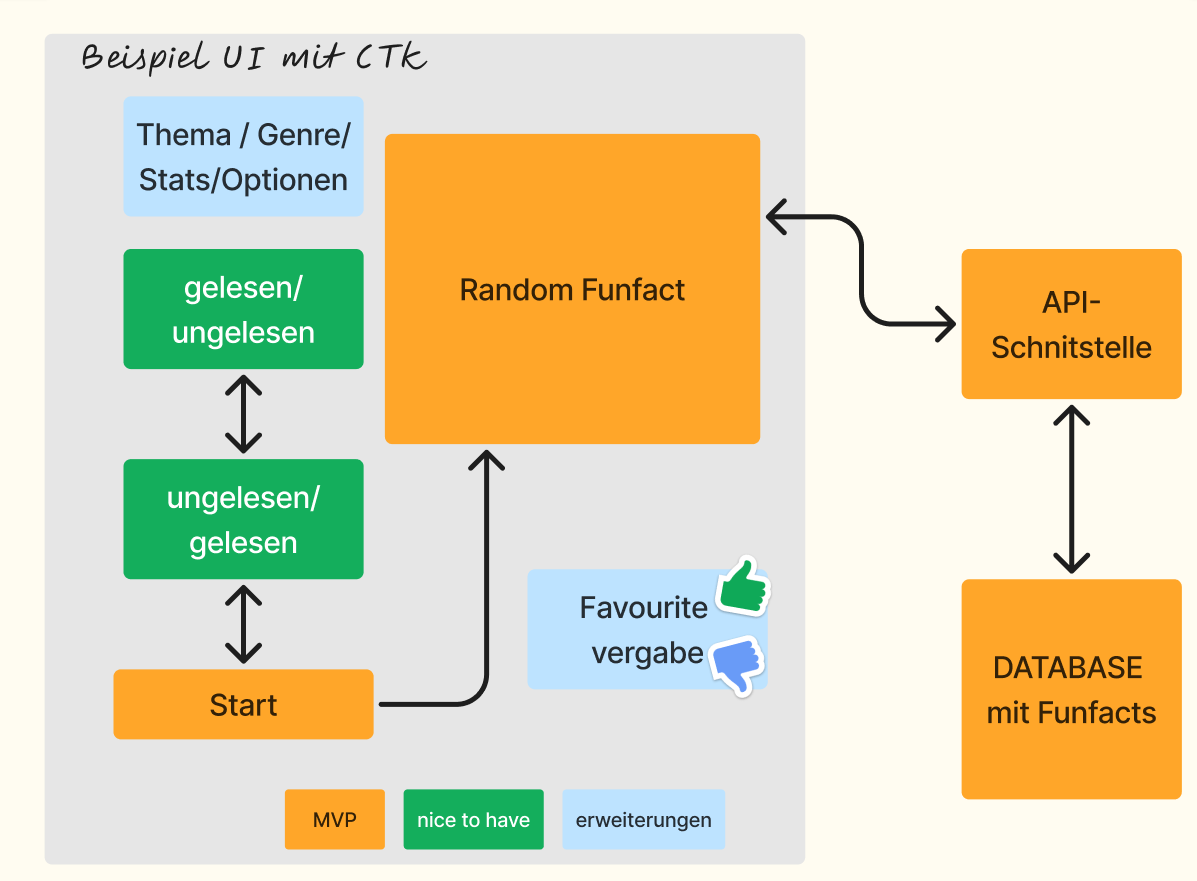 Beispiel UI mit CTk
Thema / Genre/
Stats/Optionen
gelesen/
ungelesen
ungelesen/
gelesen
Start
Random Funfact
Favourite
vergabe
API-
Schnitstelle
DATABASE
mit Funfacts
MVP
nice to have
erweiterungen